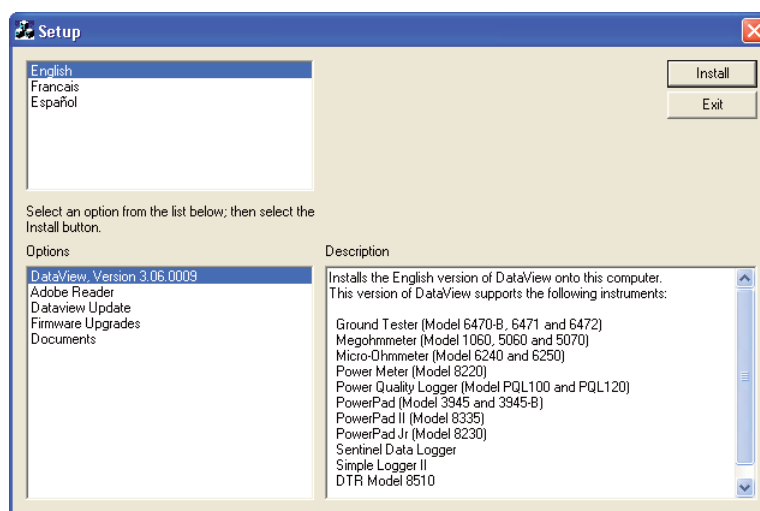 Setup
English
Francais
Español
Install
Exit
Select an option from the list below; then select the
Install button.
Options
DataView, Version 3.06.0009
Adobe Reader
Dataview Update
Firmware Upgrades
Documents
Description
Installs the English version of DataView onto this computer.
This version of DataView supports the following instruments:
Ground Tester (Model 6470-B, 6471 and 6472)
Megohmmeter (Model 1060, 5060 and 5070)
Micro-Ohmmeter (Model 6240 and 6250)
Power Meter (Model 8220)
Power Quality Logger (Model PQL100 and PQL120)
PowerPad (Model 3945 and 3945-B)
PowerPad II (Model 8335)
PowerPad Jr (Model 8230)
Sentinel Data Logger
Simple Logger II
DTR Model 8510